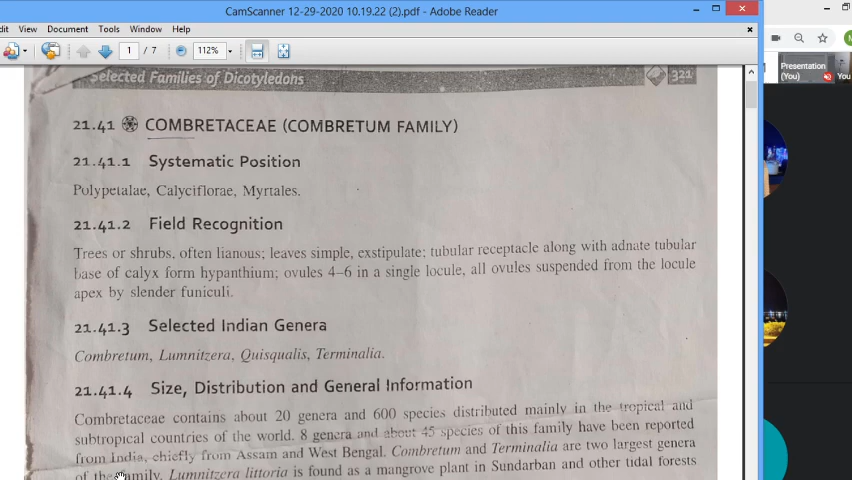 CamScanner 12-29-2020 10.19.22 (2).pdf - Adobe Reader
dit View Document Tools Window Help
1 / 7 112%
Presentation (You)
You
Selected Families of Dicotyledons 321
21.41 COMBRETACEAE (COMBRETUM FAMILY)
21.41.1 Systematic Position
Polypetalae, Calyciflorae, Myrtales.
21.41.2 Field Recognition
Trees or shrubs, often lianous; leaves simple, exstipulate; tubular receptacle along with adnate tubular
base of calyx form hypanthium; ovules 4–6 in a single locule, all ovules suspended from the locule
apex by slender funiculi.
21.41.3 Selected Indian Genera
Combretum, Lumnitzera, Quisqualis, Terminalia.
21.41.4 Size, Distribution and General Information
Combretaceae contains about 20 genera and 600 species distributed mainly in the tropical and
subtropical countries of the world. 8 genera and about 45 species of this family have been reported
from India, chiefly from Assam and West Bengal. Combretum and Terminalia are two largest genera
of the family. Lumnitzera littoria is found as a mangrove plant in Sundarban and other tidal forests